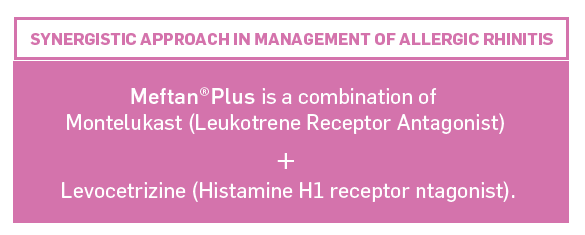 SYNERGISTIC APPROACH IN MANAGEMENT OF ALLERGIC RHINITIS
Meftan®Plus is a combination of
Montelukast (Leukotrene Receptor Antagonist)
+
Levocetrizine (Histamine H1 receptor ntagonist).